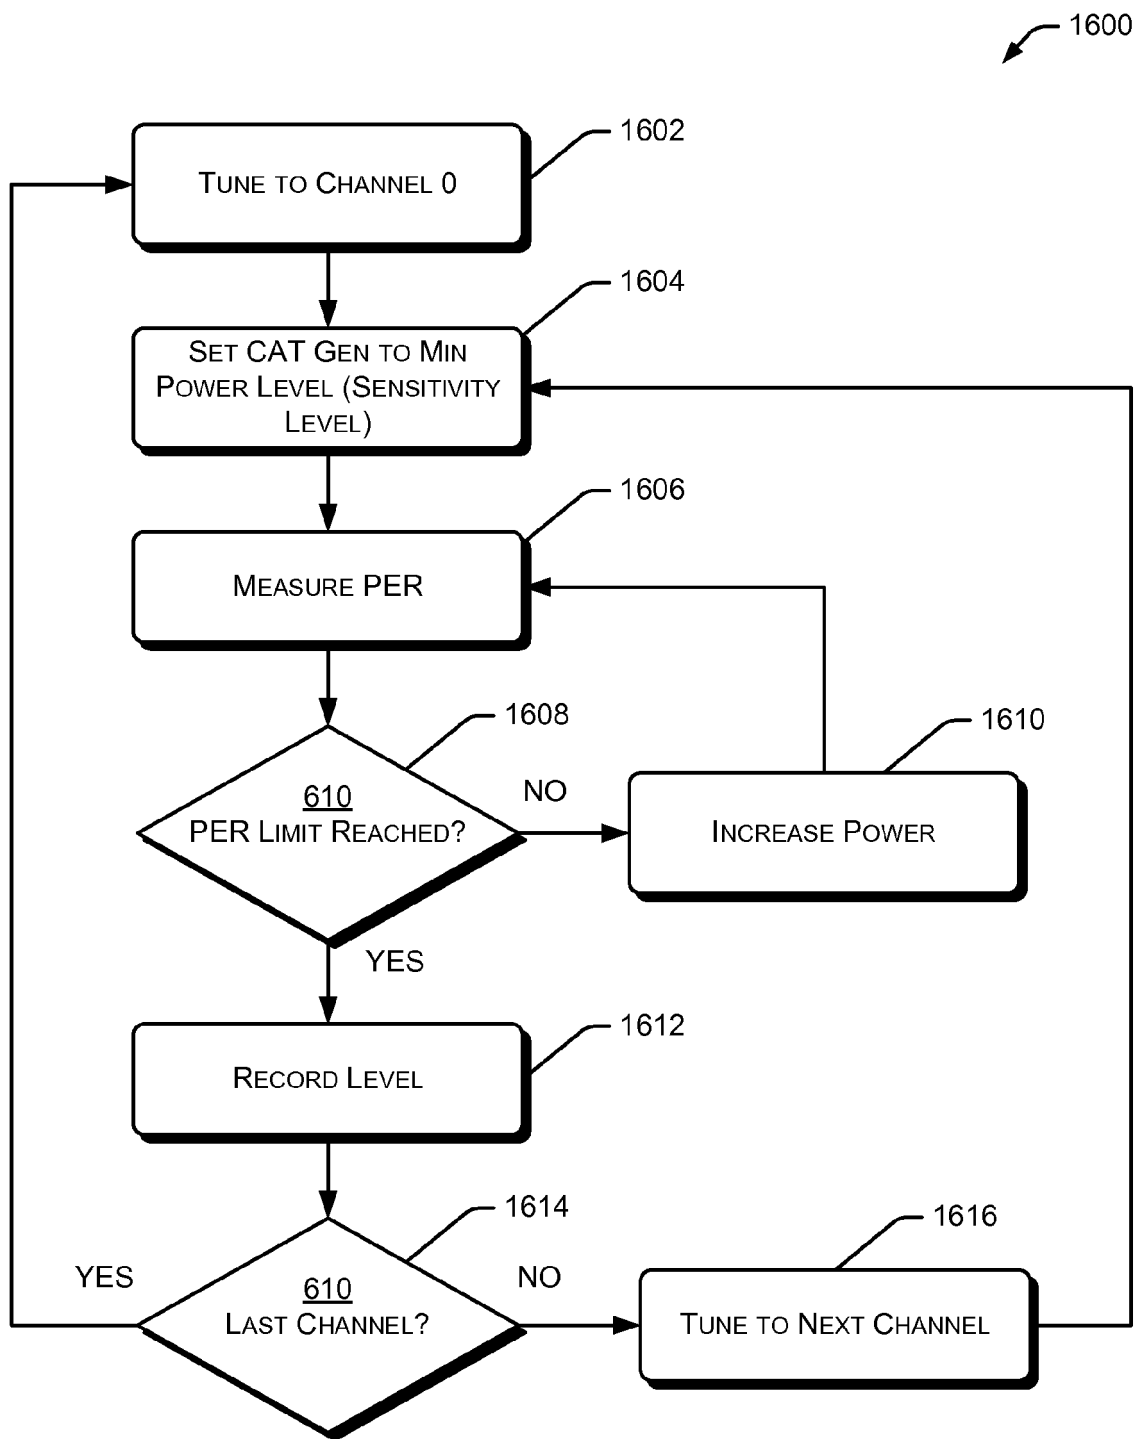 1600
1602
TUNE TO CHANNEL 0
1604
SET CAT GEN TO MIN
POWER LEVEL (SENSITIVITY
LEVEL)
1606
MEASURE PER
1608
610
PER LIMIT REACHED?
NO
1610
INCREASE POWER
YES
1612
RECORD LEVEL
1614
610
LAST CHANNEL?
YES
NO
1616
TUNE TO NEXT CHANNEL